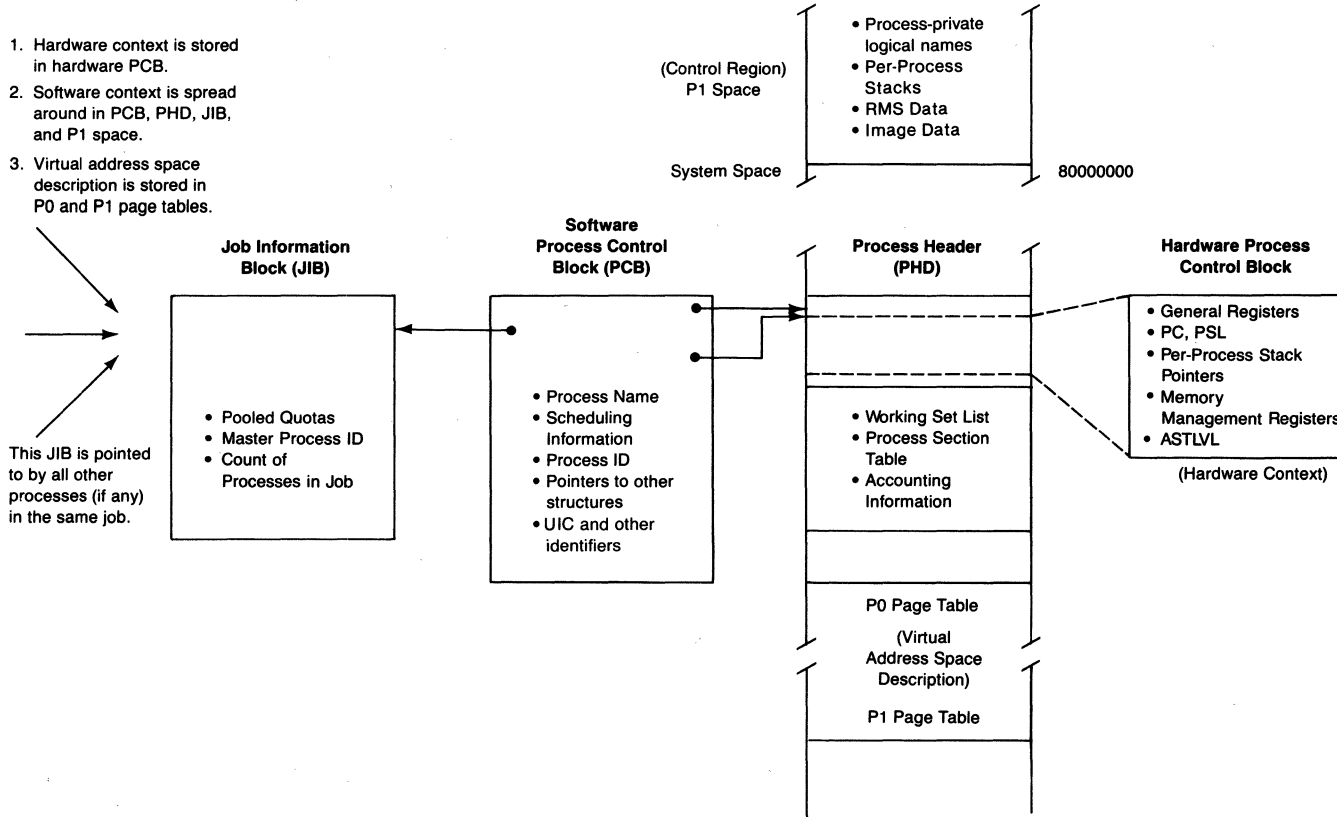 1. Hardware context is stored
in hardware PCB.
2. Software context is spread
around in PCB, PHD, JIB,
and P1 space.
3. Virtual address space
description is stored in
P0 and P1 page tables.
(Control Region)
P1 Space
• Process-private
logical names
• Per-Process
Stacks
• RMS Data
• Image Data
System Space
80000000
Job Information
Block (JIB)
• Pooled Quotas
• Master Process ID
• Count of
Processes in Job
This JIB is pointed
to by all other
processes (if any)
in the same job.
Software
Process Control
Block (PCB)
• Process Name
• Scheduling
Information
• Process ID
• Pointers to other
structures
• UIC and other
identifiers
Process Header
(PHD)
• Working Set List
• Process Section
Table
• Accounting
Information
P0 Page Table
(Virtual
Address Space
Description)
P1 Page Table
Hardware Process
Control Block
• General Registers
• PC, PSL
• Per-Process Stack
Pointers
• Memory
Management Registers
• ASTLVL
(Hardware Context)